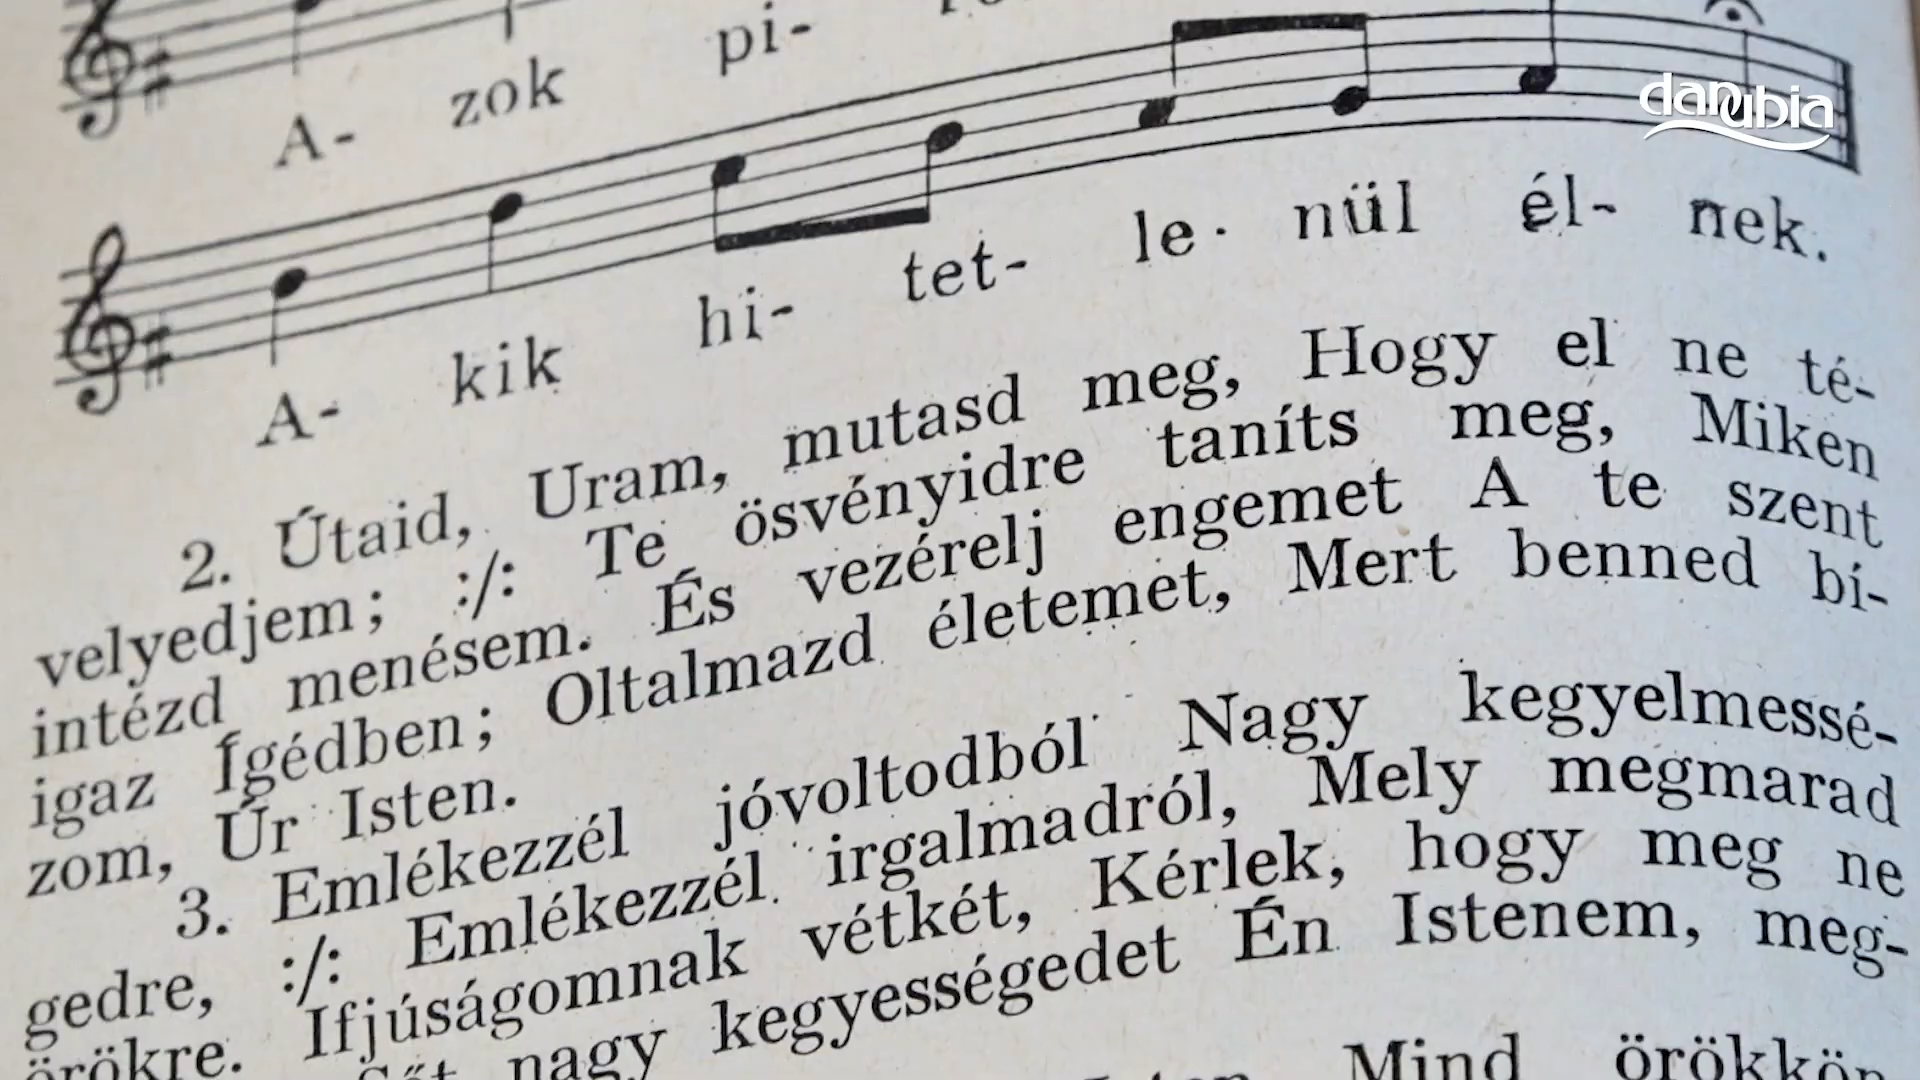 danubia
A- zok pi-
A- kik hi- tet- le- nül él- nek.
2. Útaid, Uram, mutasd meg, Hogy el ne té-
velyedjem; :/: Te ösvényidre taníts meg, Miken
intézd menésem. És vezérelj engemet A te szent
igaz Ígédben; Oltalmazd életemet, Mert benned bí-
zom, Úr Isten.
3. Emlékezzél jóvoltodból Nagy kegyelmessé-
gedre, :/: Emlékezzél irgalmadról, Mely megmarad
örökre. Ifjúságomnak vétkét, Kérlek, hogy meg ne
nagy kegyességedet Én Istenem, meg-
Mind örökkön